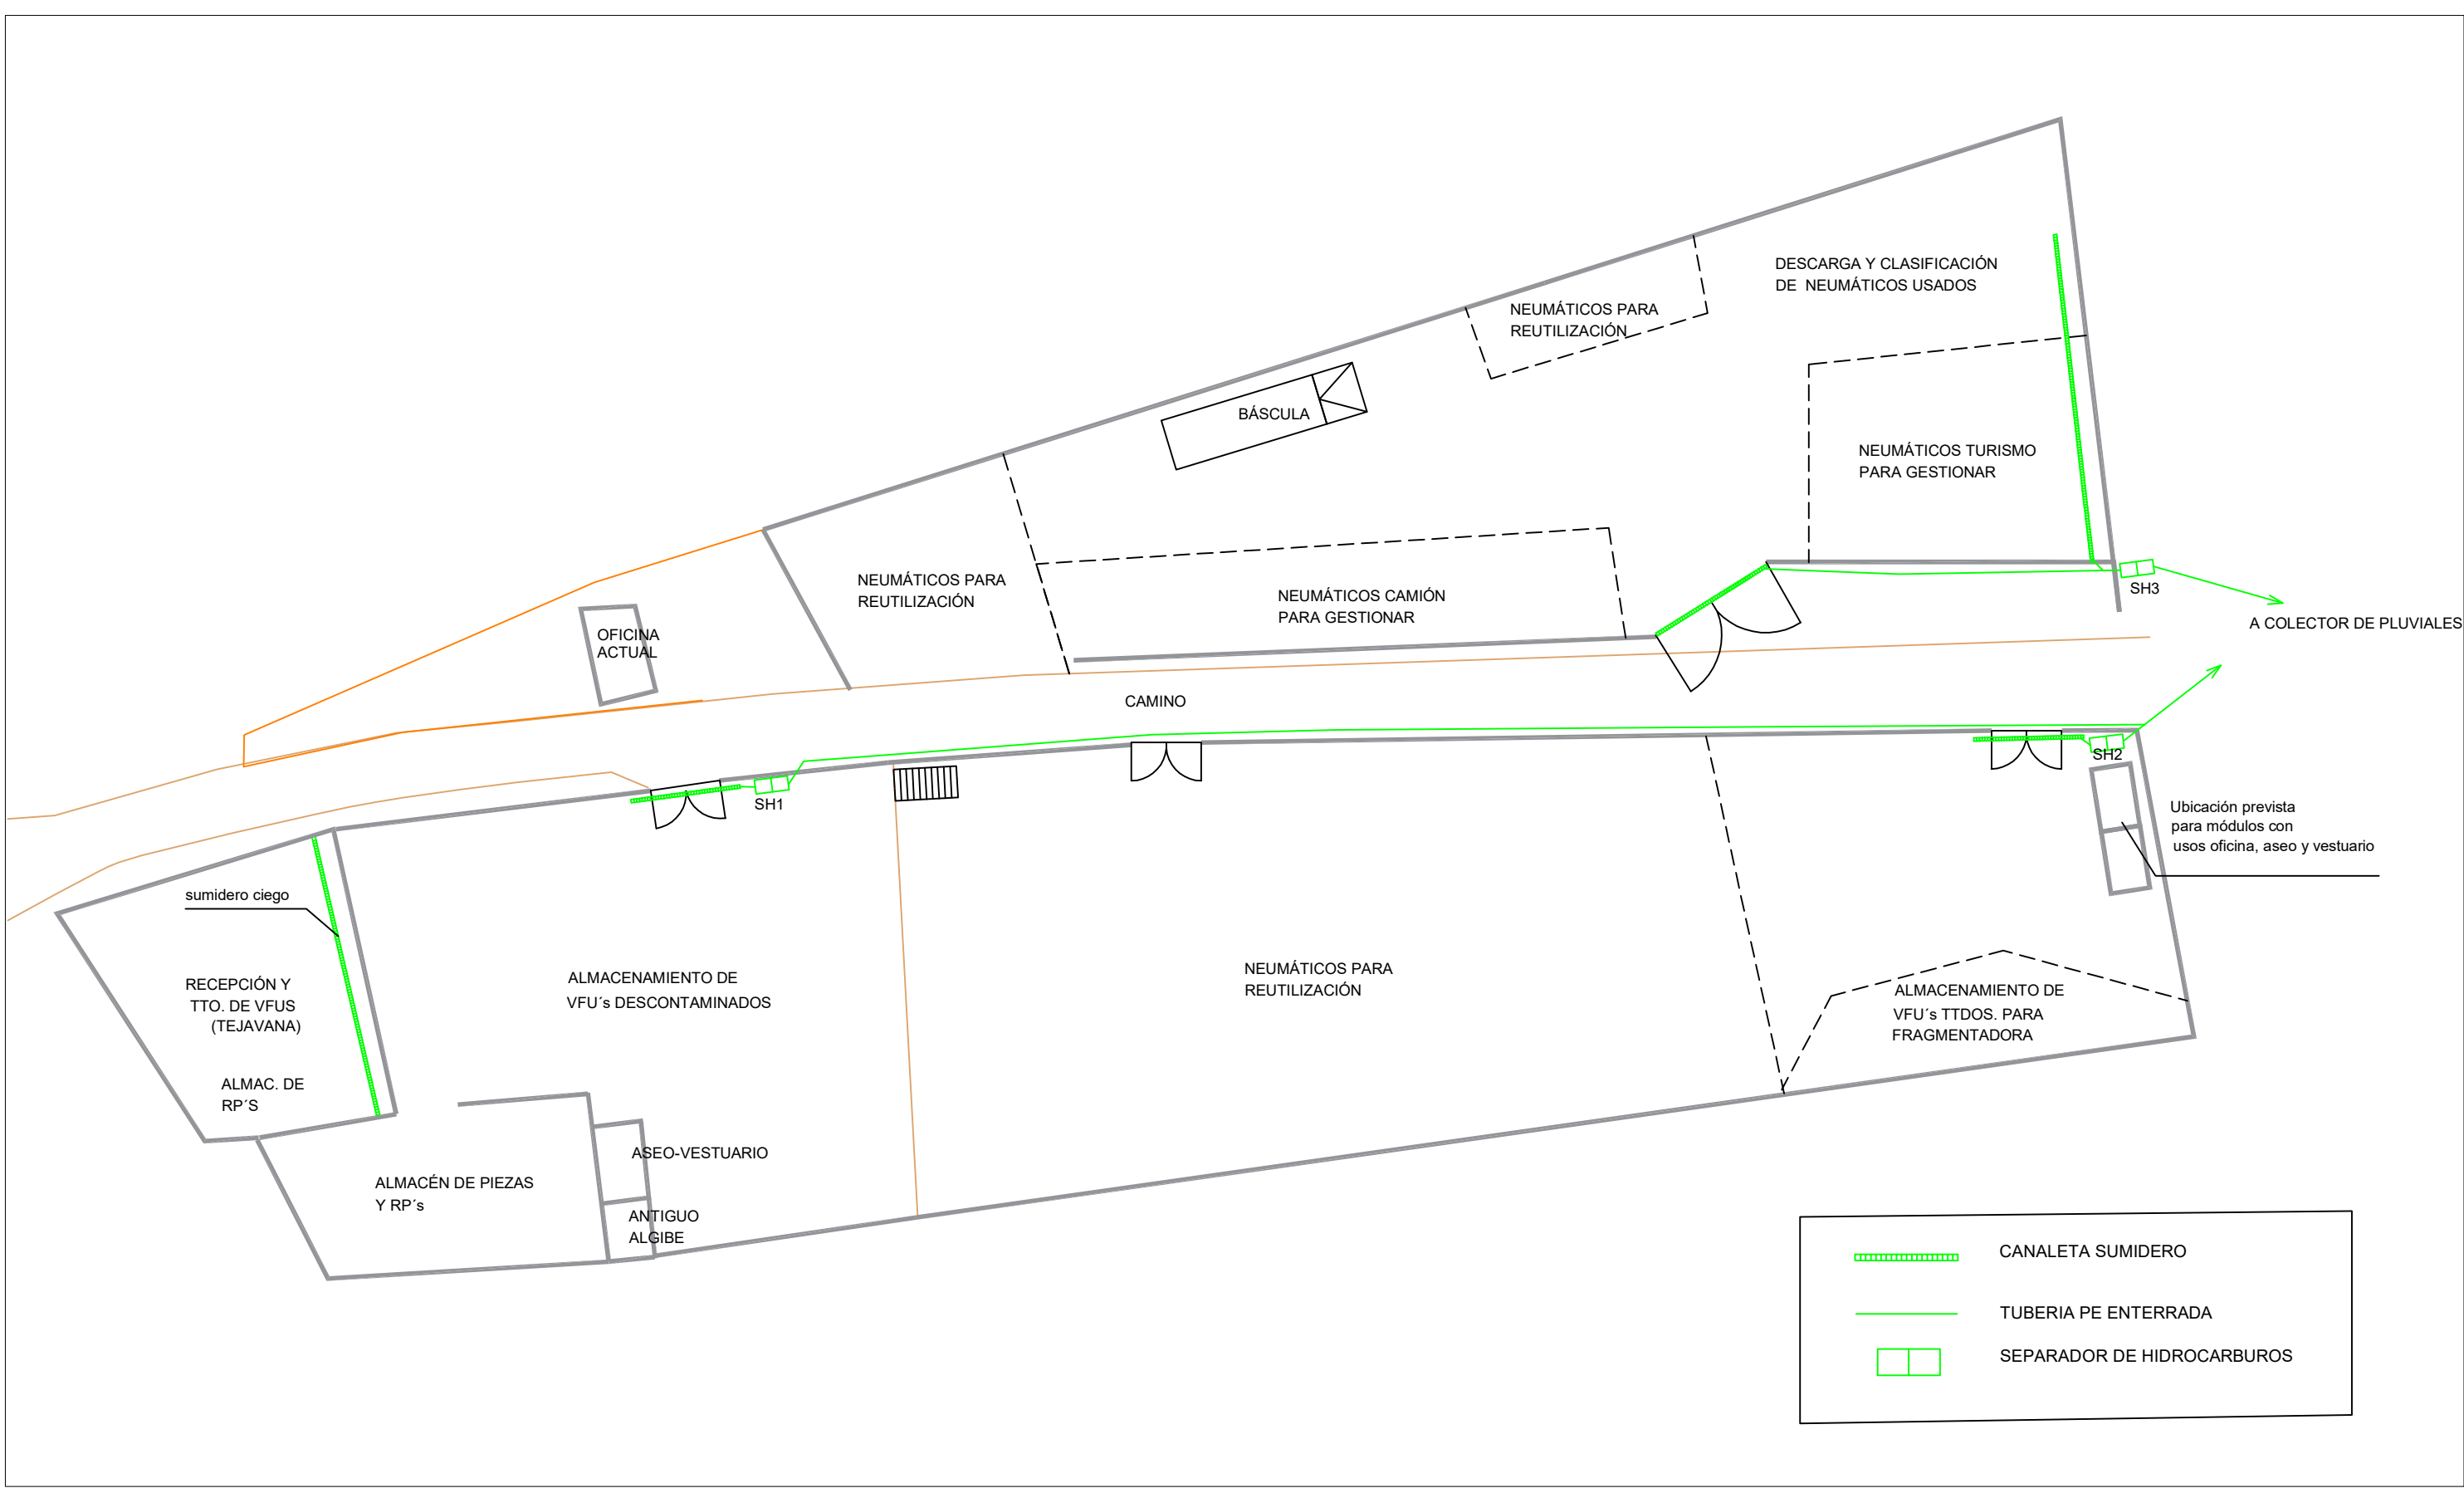 DESCARGA Y CLASIFICACIÓN
DE NEUMÁTICOS USADOS
NEUMÁTICOS PARA
REUTILIZACIÓN
BÁSCULA
NEUMÁTICOS TURISMO
PARA GESTIONAR
NEUMÁTICOS PARA
REUTILIZACIÓN
NEUMÁTICOS CAMIÓN
PARA GESTIONAR
SH3
A COLECTOR DE PLUVIALES
OFICINA
ACTUAL
CAMINO
SH2
SH1
Ubicación prevista
para módulos con
usos oficina, aseo y vestuario
sumidero ciego
RECEPCIÓN Y
TTO. DE VFUS
(TEJAVANA)
ALMACENAMIENTO DE
VFU´s DESCONTAMINADOS
NEUMÁTICOS PARA
REUTILIZACIÓN
ALMACENAMIENTO DE
VFU´s TTDOS. PARA
FRAGMENTADORA
ALMAC. DE
RP´S
ASEO-VESTUARIO
ALMACÉN DE PIEZAS
Y RP´s
ANTIGUO
ALGIBE
CANALETA SUMIDERO
TUBERIA PE ENTERRADA
SEPARADOR DE HIDROCARBUROS